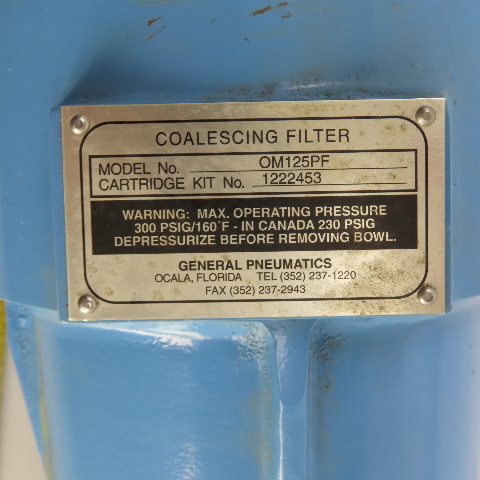 COALESCING FILTER
MODEL No. OM125PF
CARTRIDGE KIT No. 1222453
WARNING: MAX. OPERATING PRESSURE
300 PSIG/160°F - IN CANADA 230 PSIG
DEPRESSURIZE BEFORE REMOVING BOWL.
GENERAL PNEUMATICS
OCALA, FLORIDA TEL (352) 237-1220
FAX (352) 237-2943